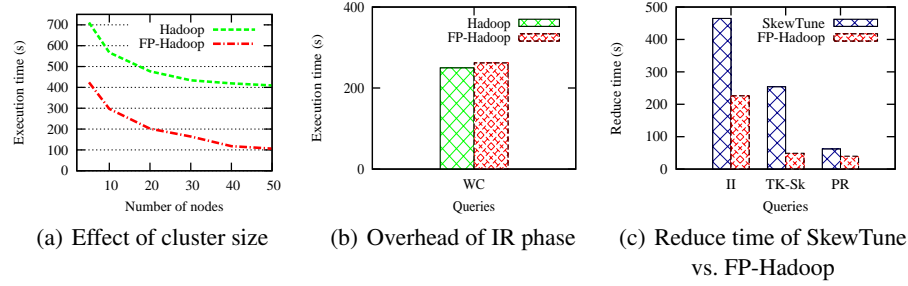 Execution time (s)
700
600
500
400
300
200
100
0
10
20
30
40
50
Number of nodes
Hadoop
FP-Hadoop
(a) Effect of cluster size
Execution time (s)
400
200
0
WC
Queries
Hadoop
FP-Hadoop
(b) Overhead of IR phase
Reduce time (s)
500
400
300
200
100
0
II
TK-Sk
PR
Queries
SkewTune
FP-Hadoop
(c) Reduce time of SkewTune
vs. FP-Hadoop